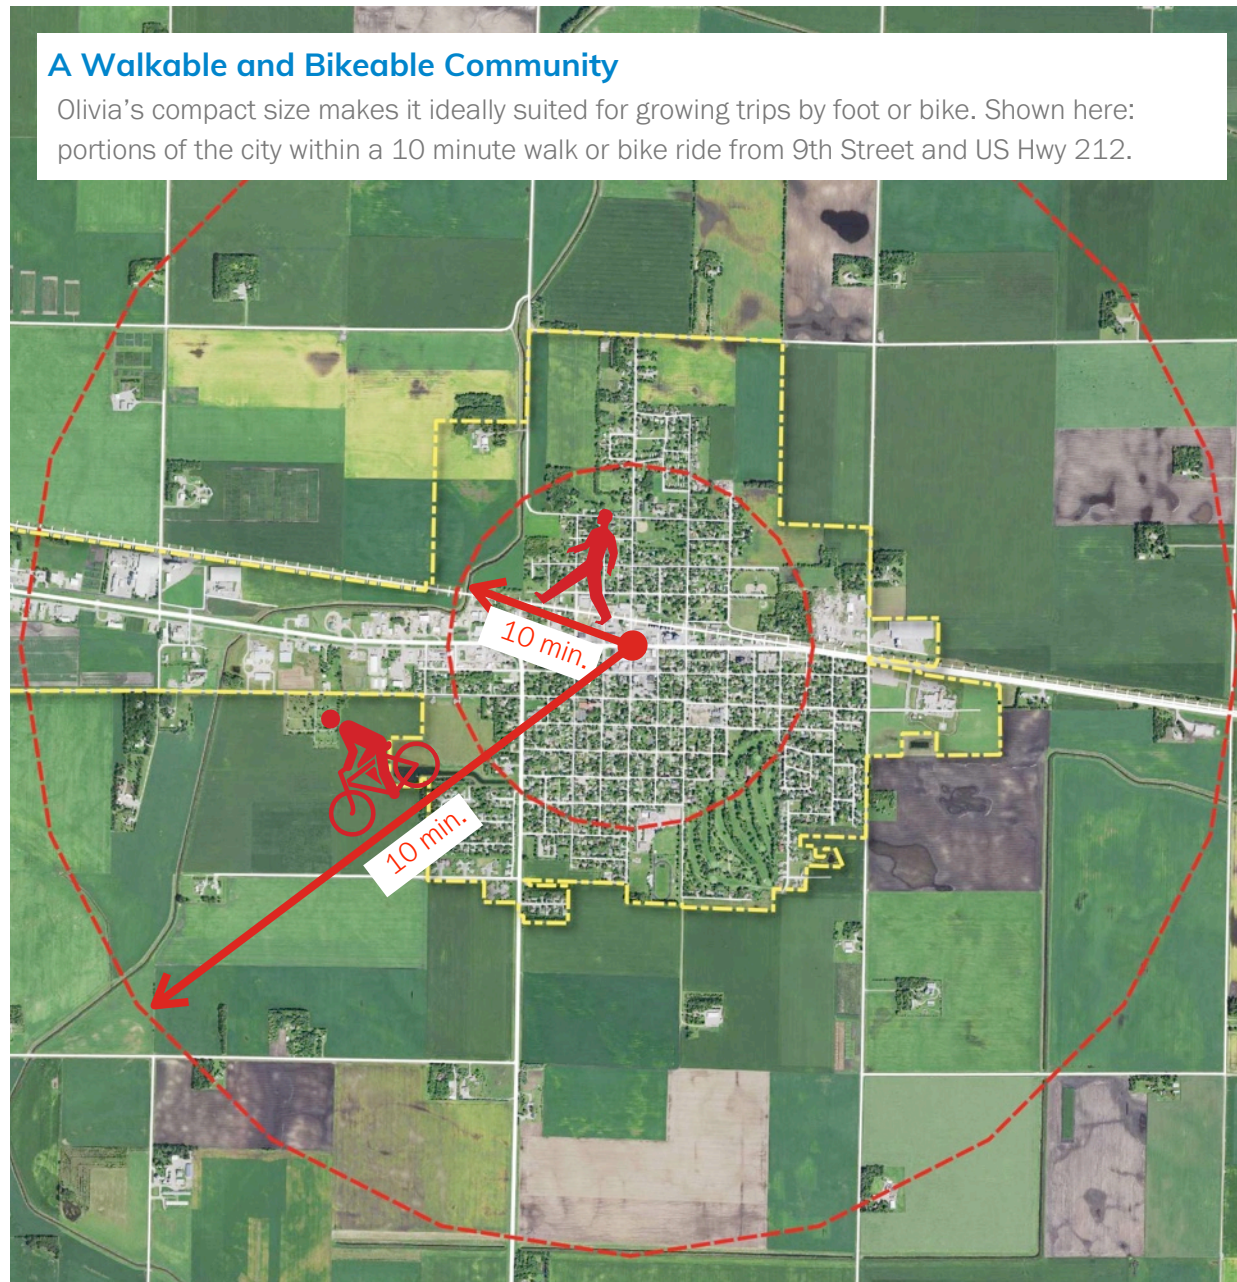 A Walkable and Bikeable Community
Olivia’s compact size makes it ideally suited for growing trips by foot or bike. Shown here:
portions of the city within a 10 minute walk or bike ride from 9th Street and US Hwy 212.
10 min.
10 min.